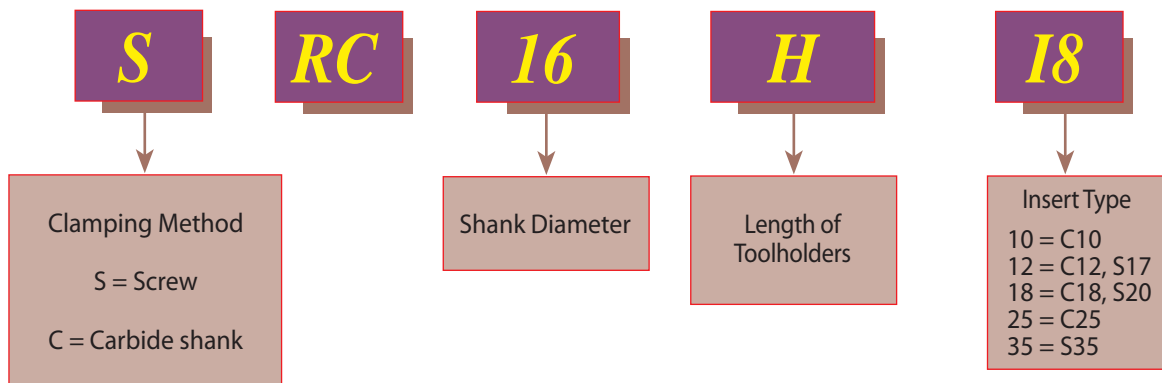 S RC 16 H I8
Clamping Method
S = Screw
C = Carbide shank
Shank Diameter
Length of
Toolholders
Insert Type
10 = C10
12 = C12, S17
18 = C18, S20
25 = C25
35 = S35